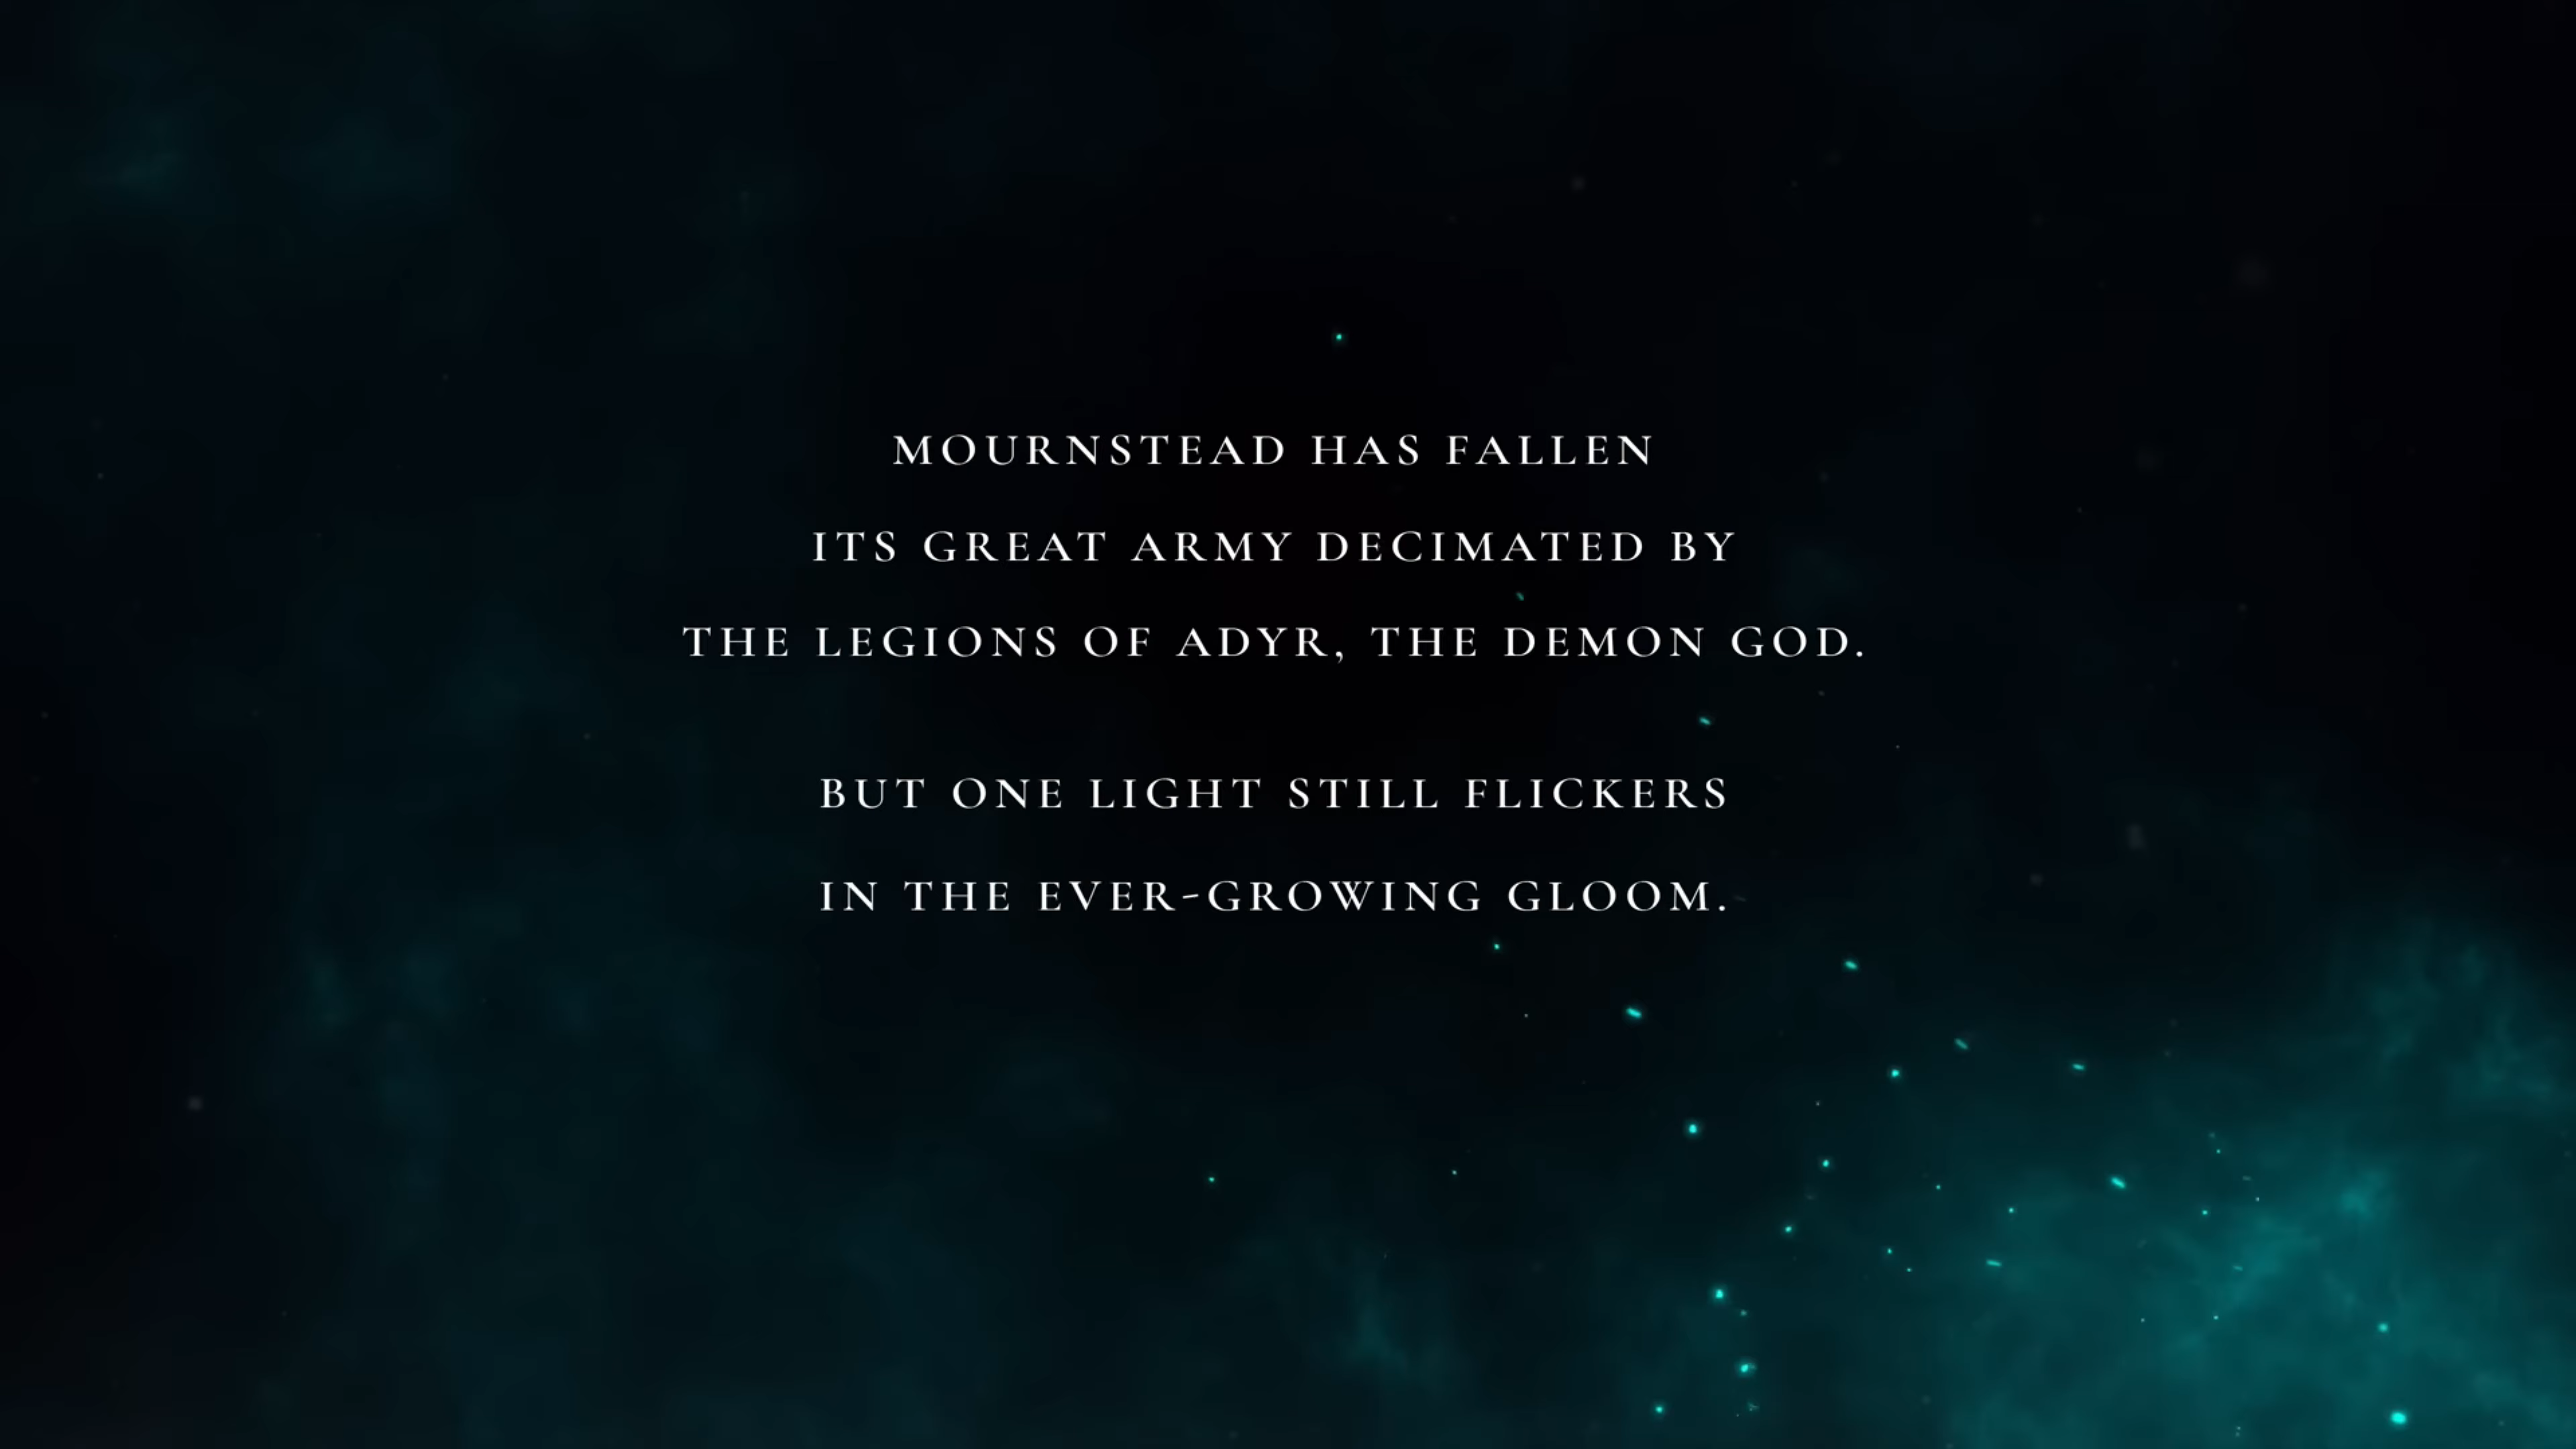 MOURNSTEAD HAS FALLEN
ITS GREAT ARMY DECIMATED BY
THE LEGIONS OF ADYR, THE DEMON GOD.
BUT ONE LIGHT STILL FLICKERS
IN THE EVER-GROWING GLOOM.